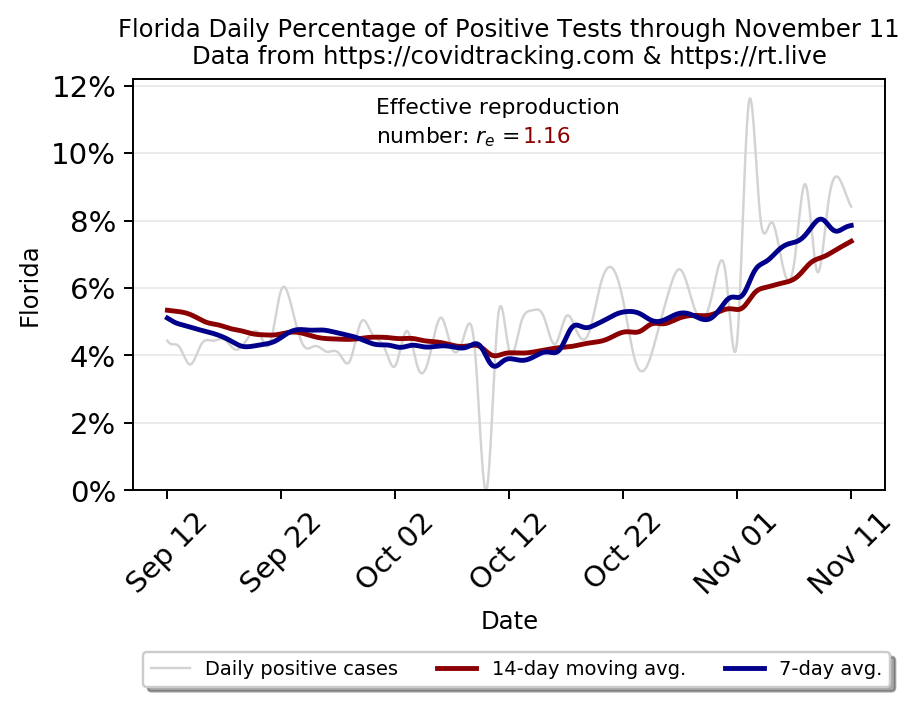 Florida Daily Percentage of Positive Tests through November 11
Data from https://covidtracking.com & https://rt.live
12%
10%
8%
6%
4%
2%
0%
Florida
Effective reproduction
number: rₑ = 1.16
Sep 12
Sep 22
Oct 02
Oct 12
Oct 22
Nov 01
Nov 11
Date
Daily positive cases
14-day moving avg.
7-day avg.